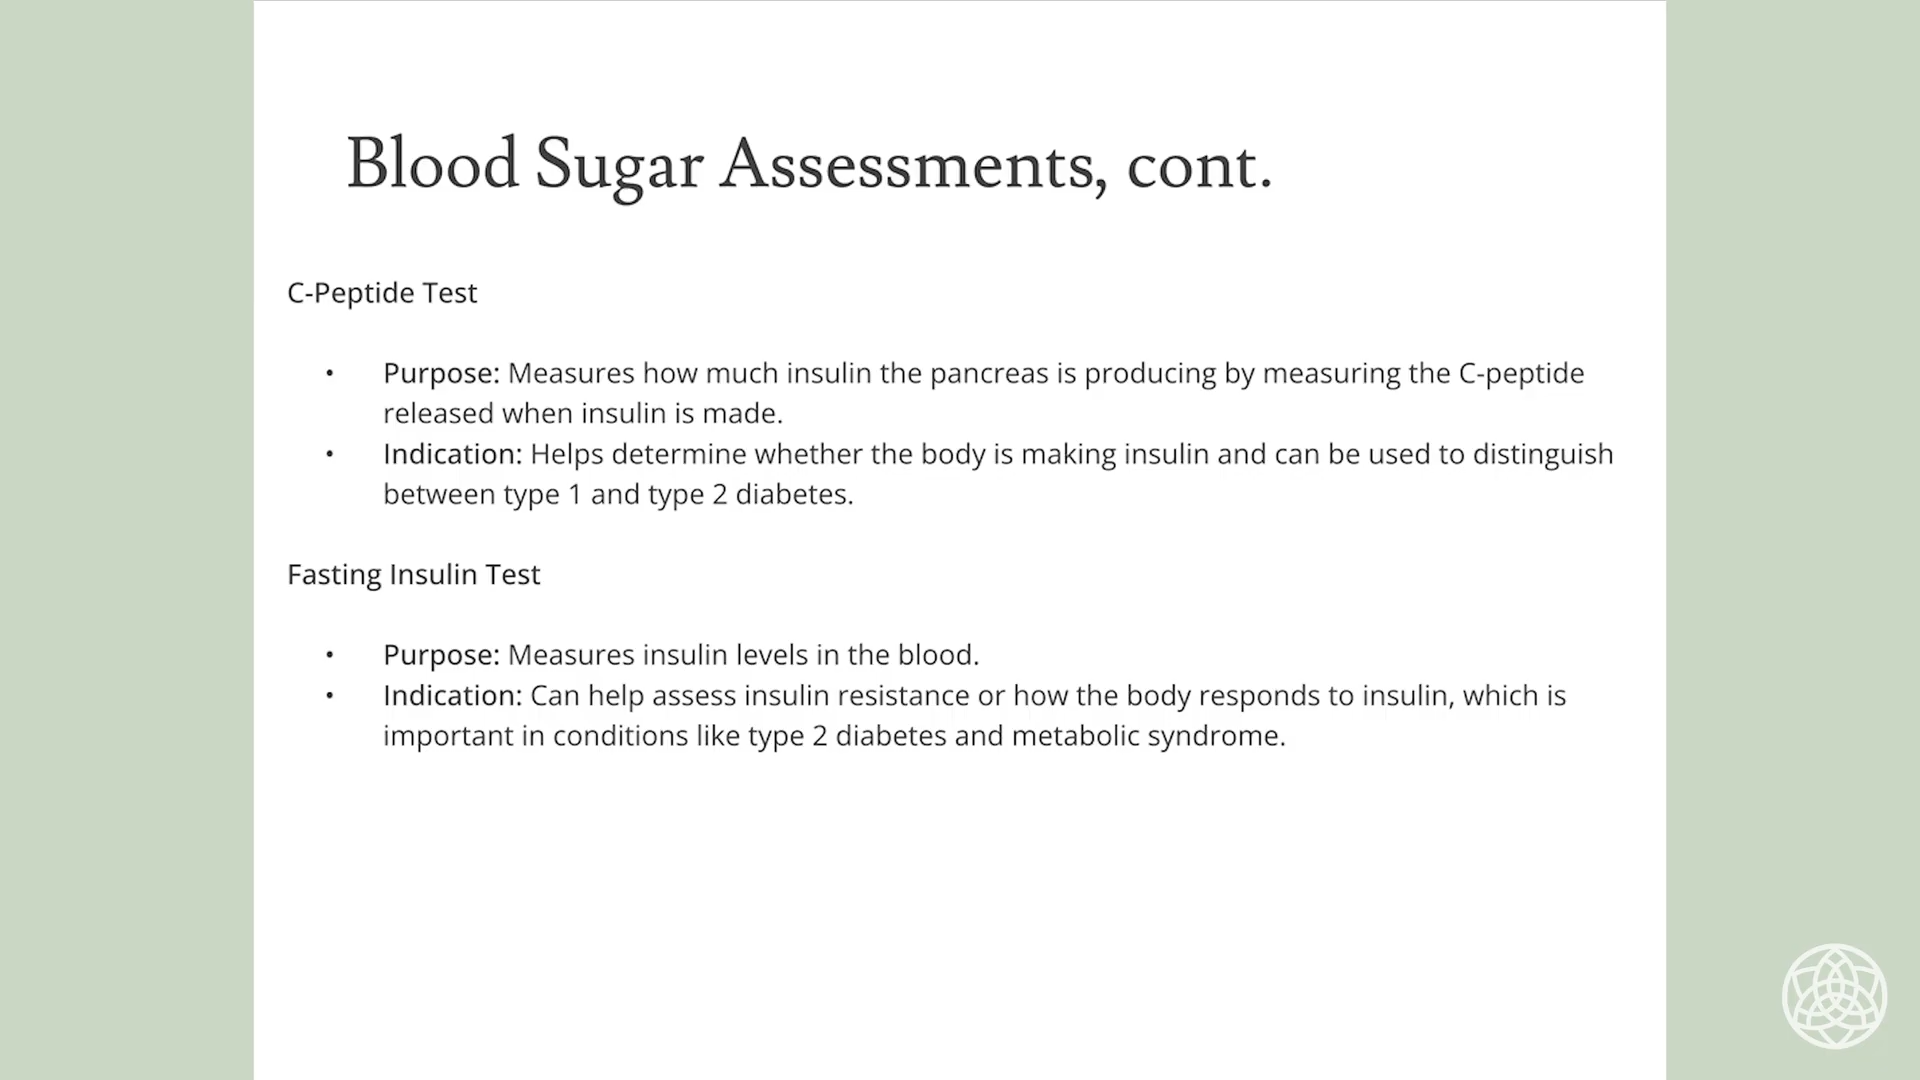 Blood Sugar Assessments, cont.
C-Peptide Test
• Purpose: Measures how much insulin the pancreas is producing by measuring the C-peptide
released when insulin is made.
• Indication: Helps determine whether the body is making insulin and can be used to distinguish
between type 1 and type 2 diabetes.
Fasting Insulin Test
• Purpose: Measures insulin levels in the blood.
• Indication: Can help assess insulin resistance or how the body responds to insulin, which is
important in conditions like type 2 diabetes and metabolic syndrome.